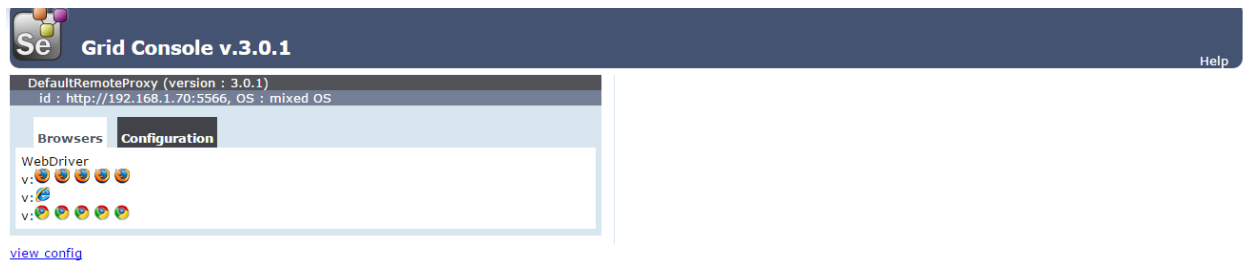 Se
Grid Console v.3.0.1
Help
DefaultRemoteProxy (version : 3.0.1)
id : http://192.168.1.70:5566, OS : mixed OS
Browsers Configuration
WebDriver
v:
v:
v:
view config